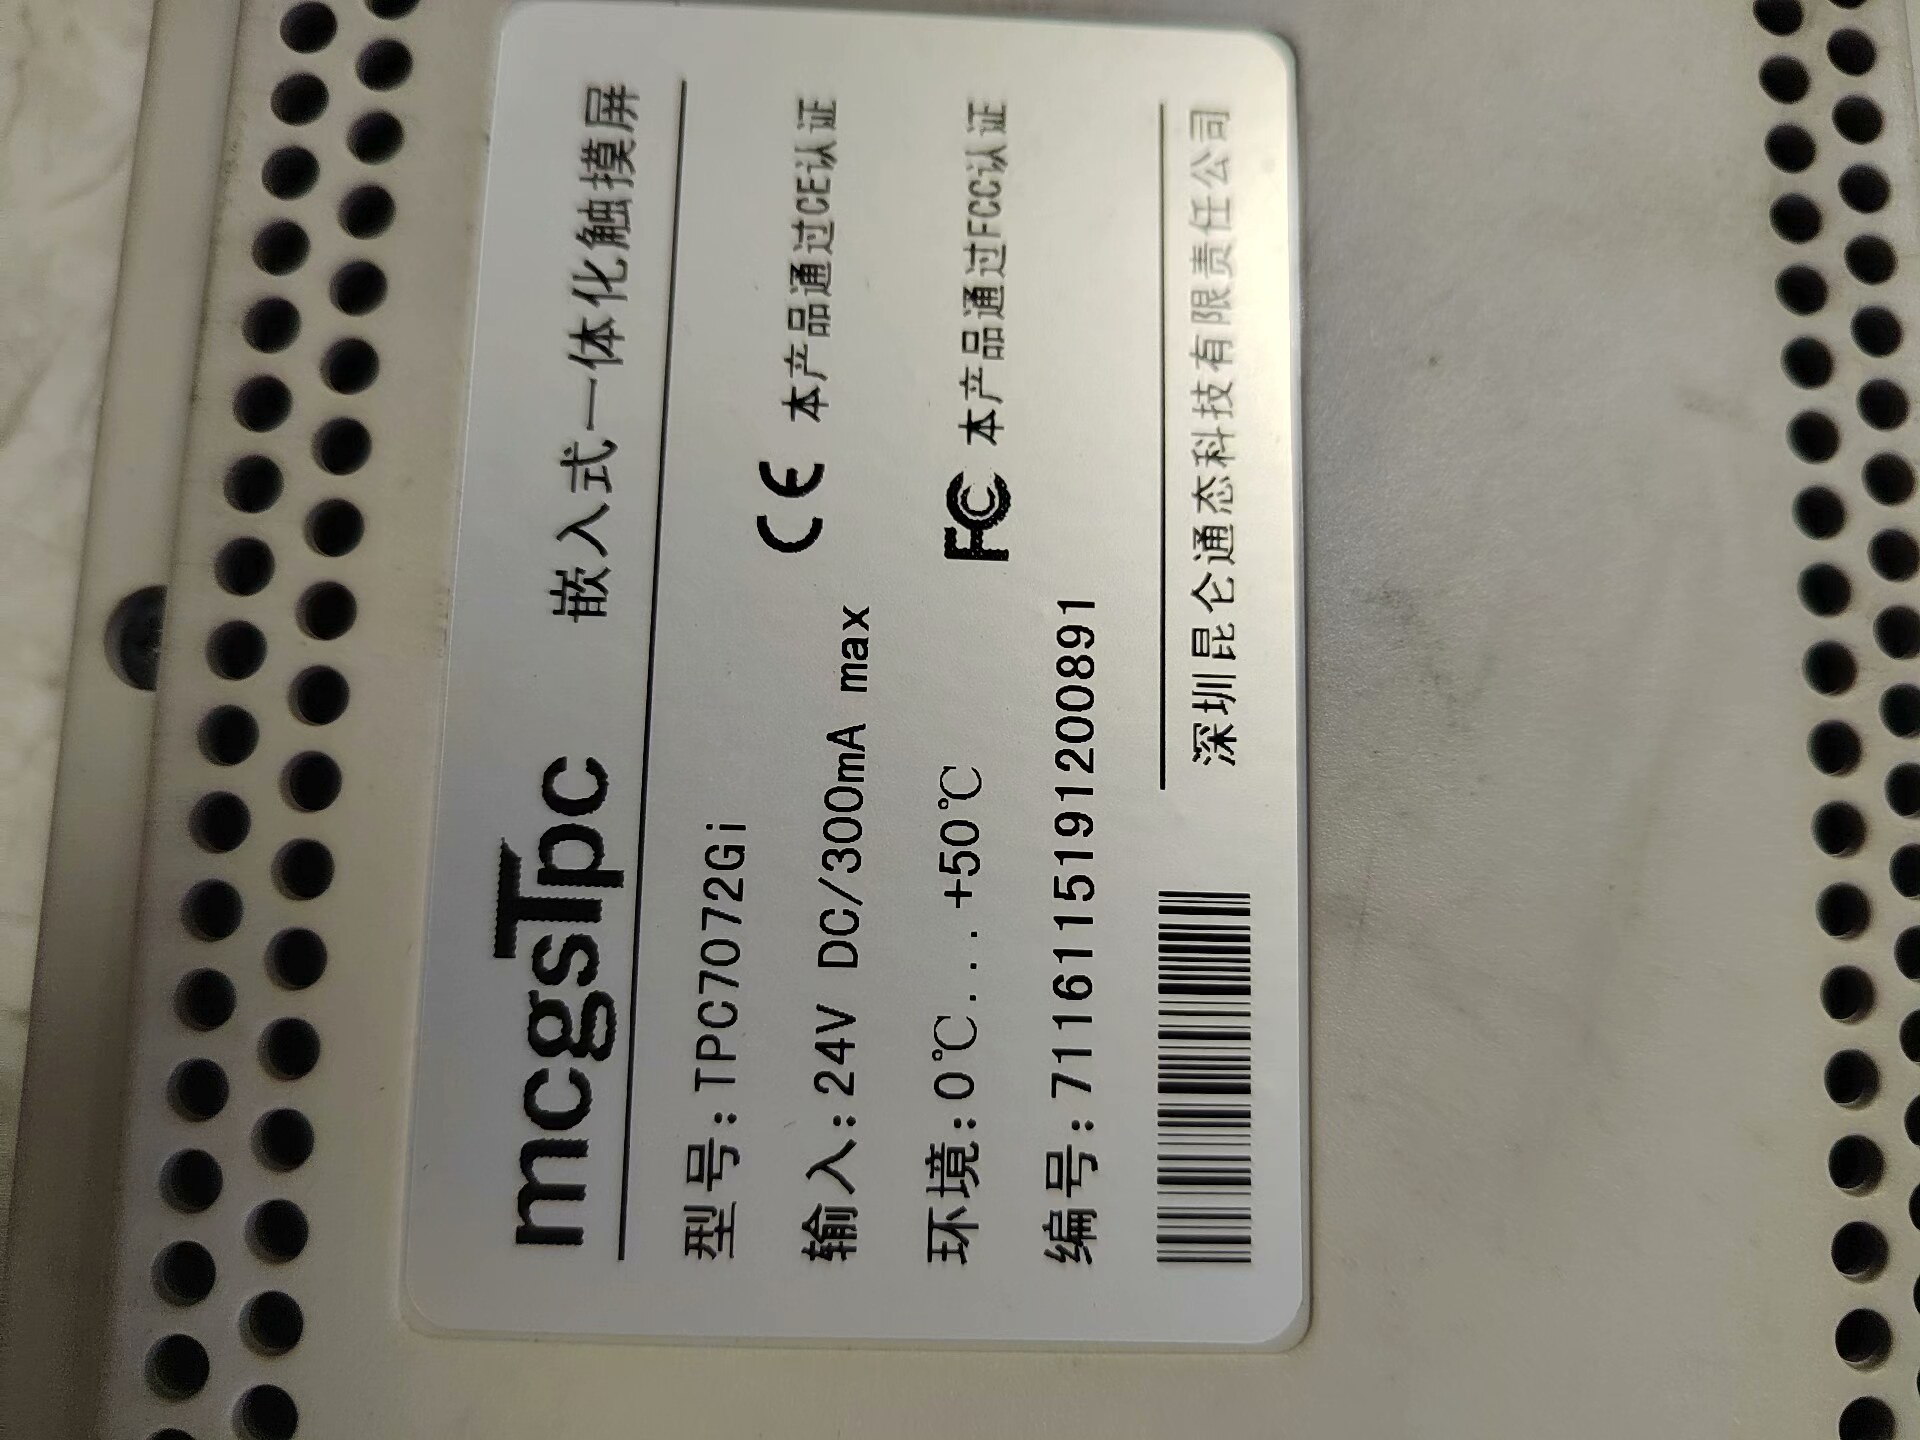 mcgsTpc 嵌入式一体化触摸屏
型号:TPC7072Gi
输入:24V DC/300mA max
CE 本产品通过CE认证
环境:0℃...+50℃
FC 本产品通过FCC认证
编号:7116115191200891
深圳昆仑通态科技有限责任公司